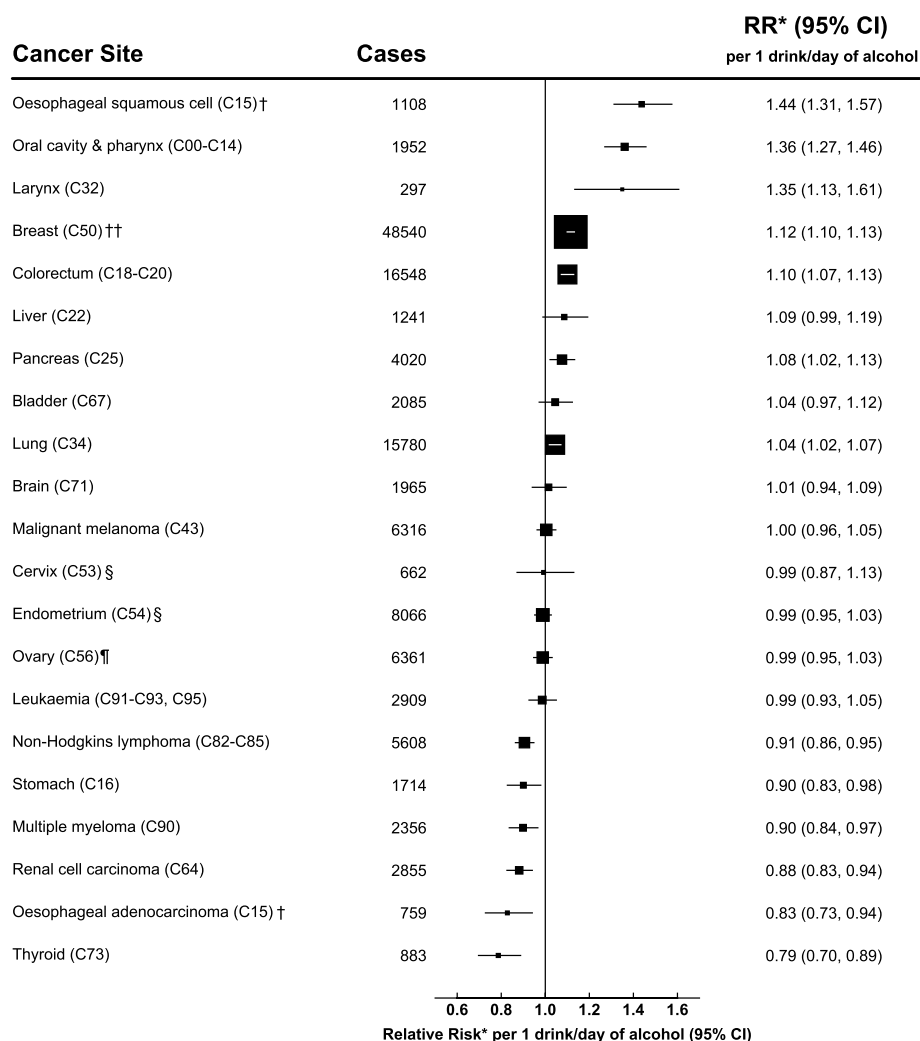 RR* (95% CI)
Cancer Site Cases per 1 drink/day of alcohol
Oesophageal squamous cell (C15)† 1108 1.44 (1.31, 1.57)
Oral cavity & pharynx (C00-C14) 1952 1.36 (1.27, 1.46)
Larynx (C32) 297 1.35 (1.13, 1.61)
Breast (C50)†† 48540 1.12 (1.10, 1.13)
Colorectum (C18-C20) 16548 1.10 (1.07, 1.13)
Liver (C22) 1241 1.09 (0.99, 1.19)
Pancreas (C25) 4020 1.08 (1.02, 1.13)
Bladder (C67) 2085 1.04 (0.97, 1.12)
Lung (C34) 15780 1.04 (1.02, 1.07)
Brain (C71) 1965 1.01 (0.94, 1.09)
Malignant melanoma (C43) 6316 1.00 (0.96, 1.05)
Cervix (C53)§ 662 0.99 (0.87, 1.13)
Endometrium (C54)§ 8066 0.99 (0.95, 1.03)
Ovary (C56)¶ 6361 0.99 (0.95, 1.03)
Leukaemia (C91-C93, C95) 2909 0.99 (0.93, 1.05)
Non-Hodgkins lymphoma (C82-C85) 5608 0.91 (0.86, 0.95)
Stomach (C16) 1714 0.90 (0.83, 0.98)
Multiple myeloma (C90) 2356 0.90 (0.84, 0.97)
Renal cell carcinoma (C64) 2855 0.88 (0.83, 0.94)
Oesophageal adenocarcinoma (C15)† 759 0.83 (0.73, 0.94)
Thyroid (C73) 883 0.79 (0.70, 0.89)
0.6 0.8 1.0 1.2 1.4 1.6
Relative Risk* per 1 drink/day of alcohol (95% CI)